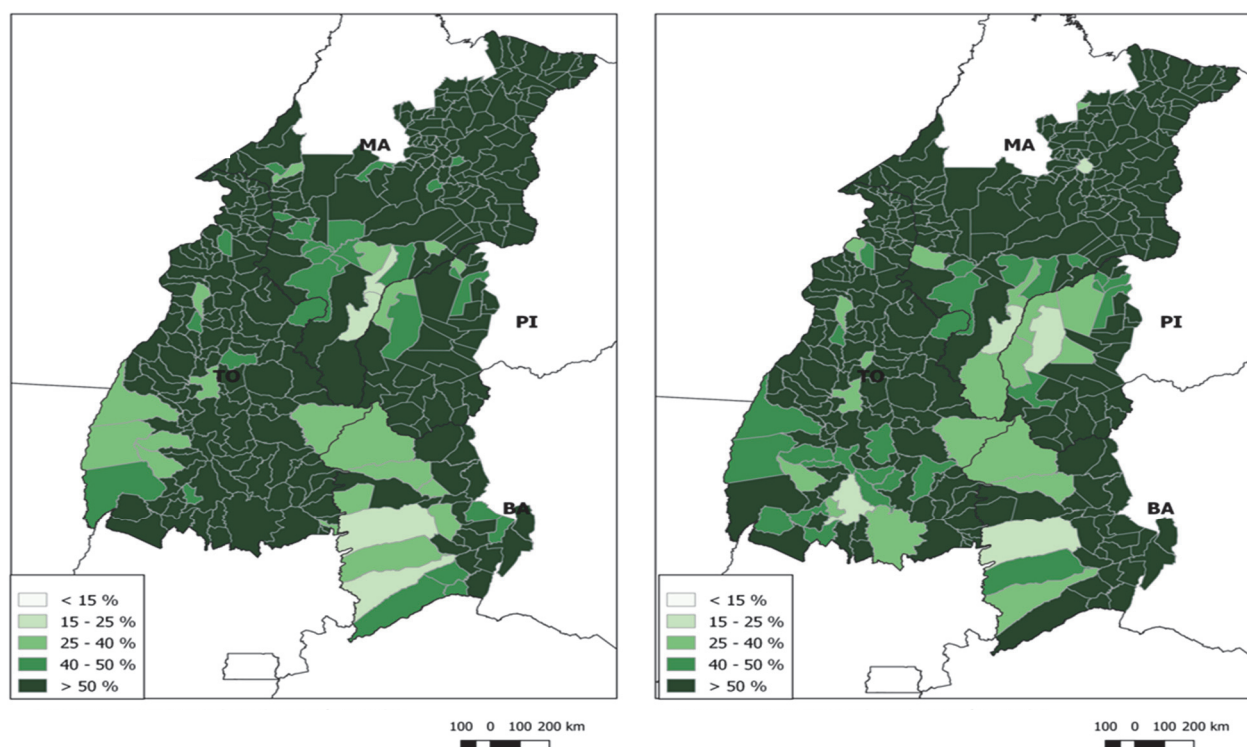 MA
PI
TO
BA
< 15 %
15 - 25 %
25 - 40 %
40 - 50 %
> 50 %
100 0 100 200 km
MA
PI
TO
BA
< 15 %
15 - 25 %
25 - 40 %
40 - 50 %
> 50 %
100 0 100 200 km